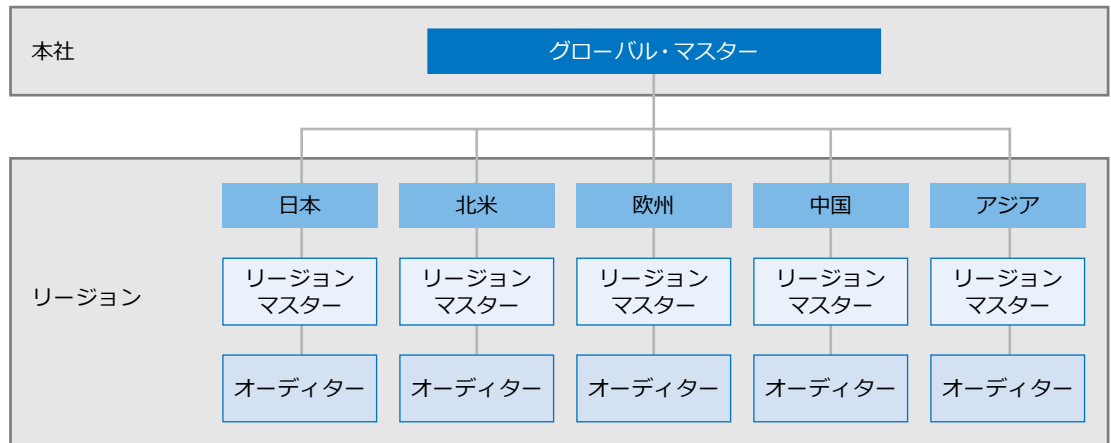 本社
グローバル・マスター
日本
北米
欧州
中国
アジア
リージョン
リージョン
マスター
リージョン
マスター
リージョン
マスター
リージョン
マスター
リージョン
マスター
オーディター
オーディター
オーディター
オーディター
オーディター